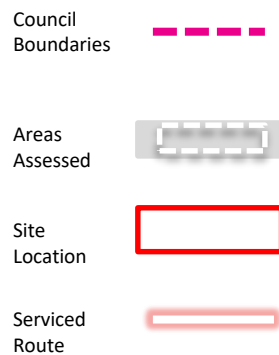 Council
Boundaries
Areas
Assessed
Site
Location
Serviced
Route